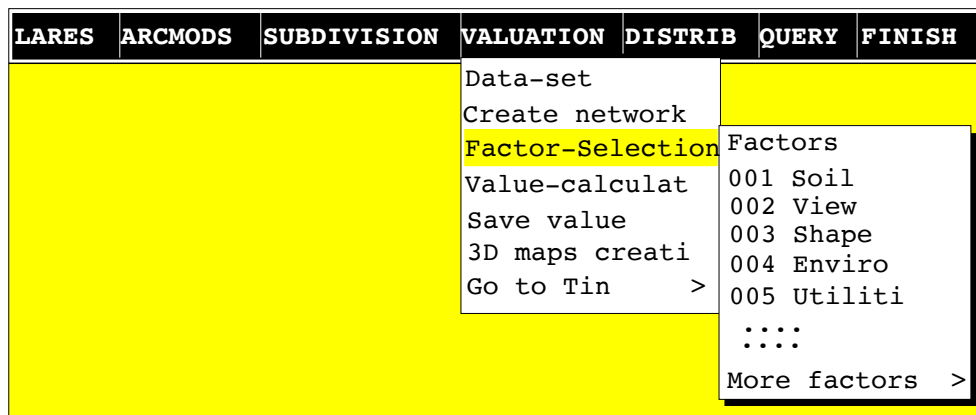 LARES ARCMODS SUBDIVISION VALUATION DISTRIB QUERY FINISH
Data-set
Create network
Factor-Selection
Value-calculat
Save value
3D maps creati
Go to Tin >
Factors
001 Soil
002 View
003 Shape
004 Enviro
005 Utiliti
::::
More factors >